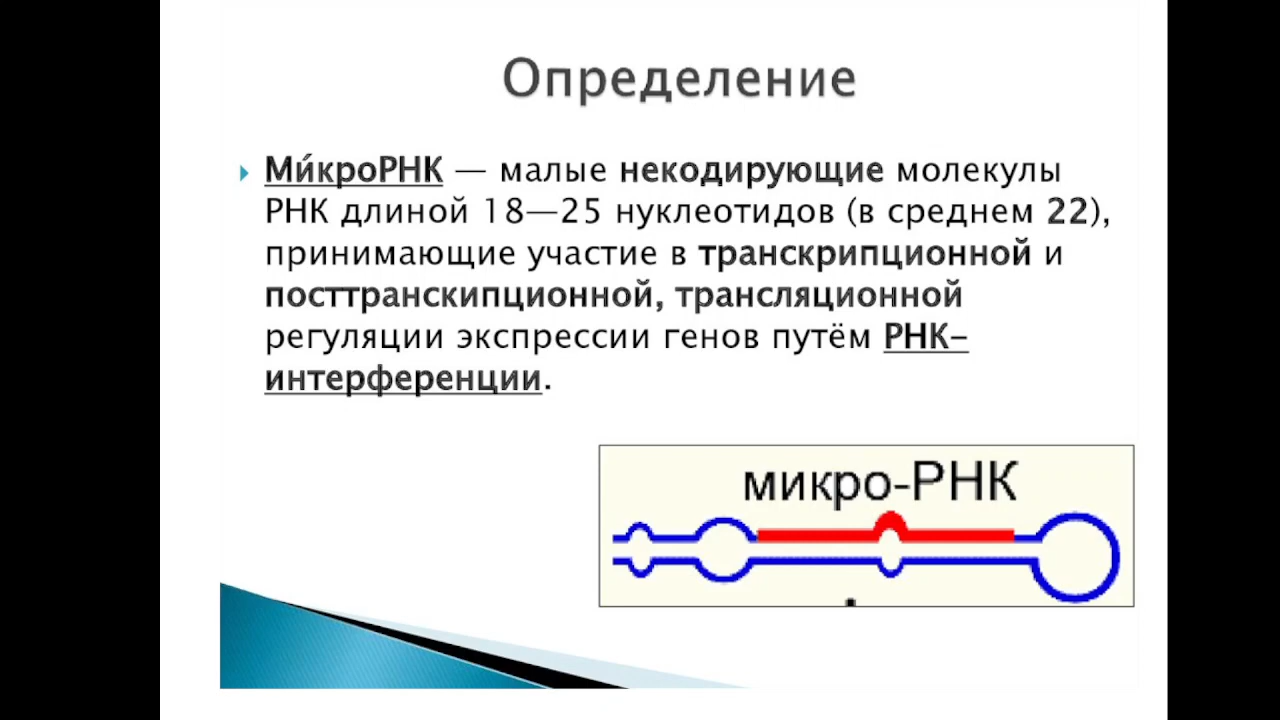 Определение
Ми́кроРНК — малые некодирующие молекулы
РНК длиной 18—25 нуклеотидов (в среднем 22),
принимающие участие в транскрипционной и
посттранскипционной, трансляционной
регуляции экспрессии генов путём РНК-
интерференции.
микро-РНК